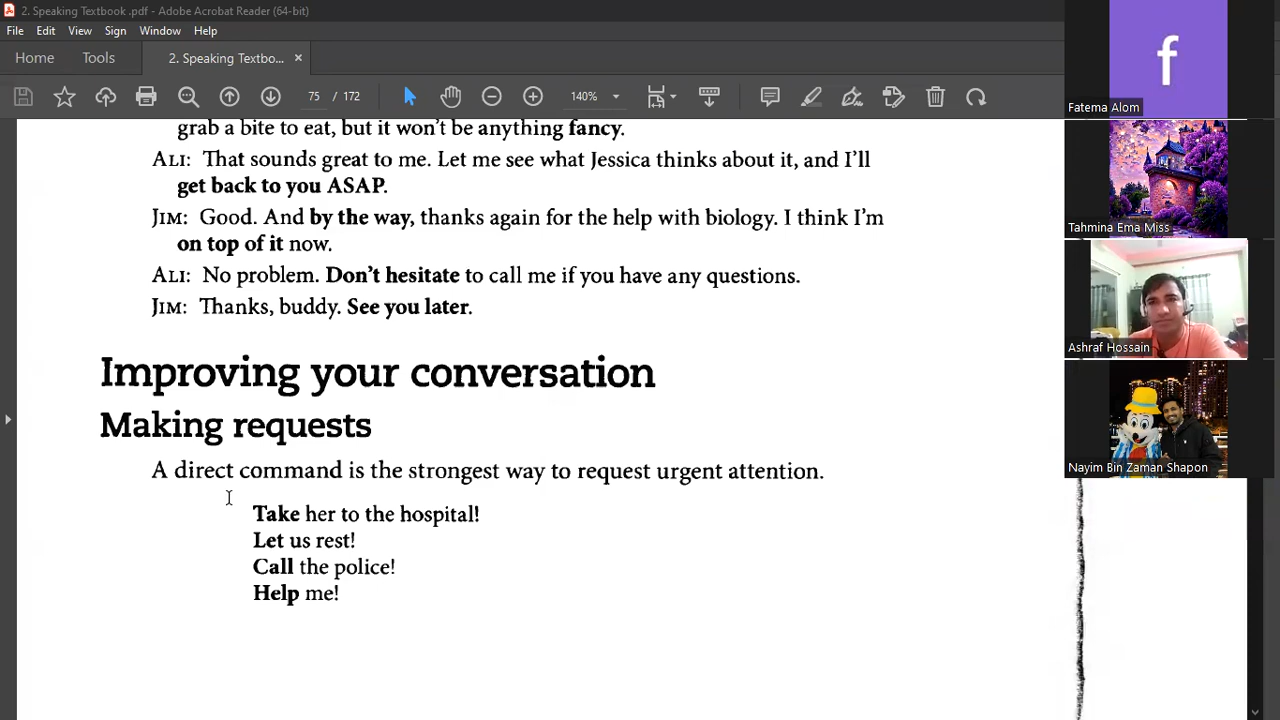 2. Speaking Textbook .pdf - Adobe Acrobat Reader (64-bit)
File Edit View Sign Window Help
Home Tools 2. Speaking Textbo... ×
75 / 172 140%
grab a bite to eat, but it won't be anything fancy.
ALI: That sounds great to me. Let me see what Jessica thinks about it, and I'll
get back to you ASAP.
JIM: Good. And by the way, thanks again for the help with biology. I think I'm
on top of it now.
ALI: No problem. Don't hesitate to call me if you have any questions.
JIM: Thanks, buddy. See you later.
Improving your conversation
Making requests
A direct command is the strongest way to request urgent attention.
Take her to the hospital!
Let us rest!
Call the police!
Help me!
f
Fatema Alom
Tahmina Ema Miss
Ashraf Hossain
Nayim Bin Zaman Shapon